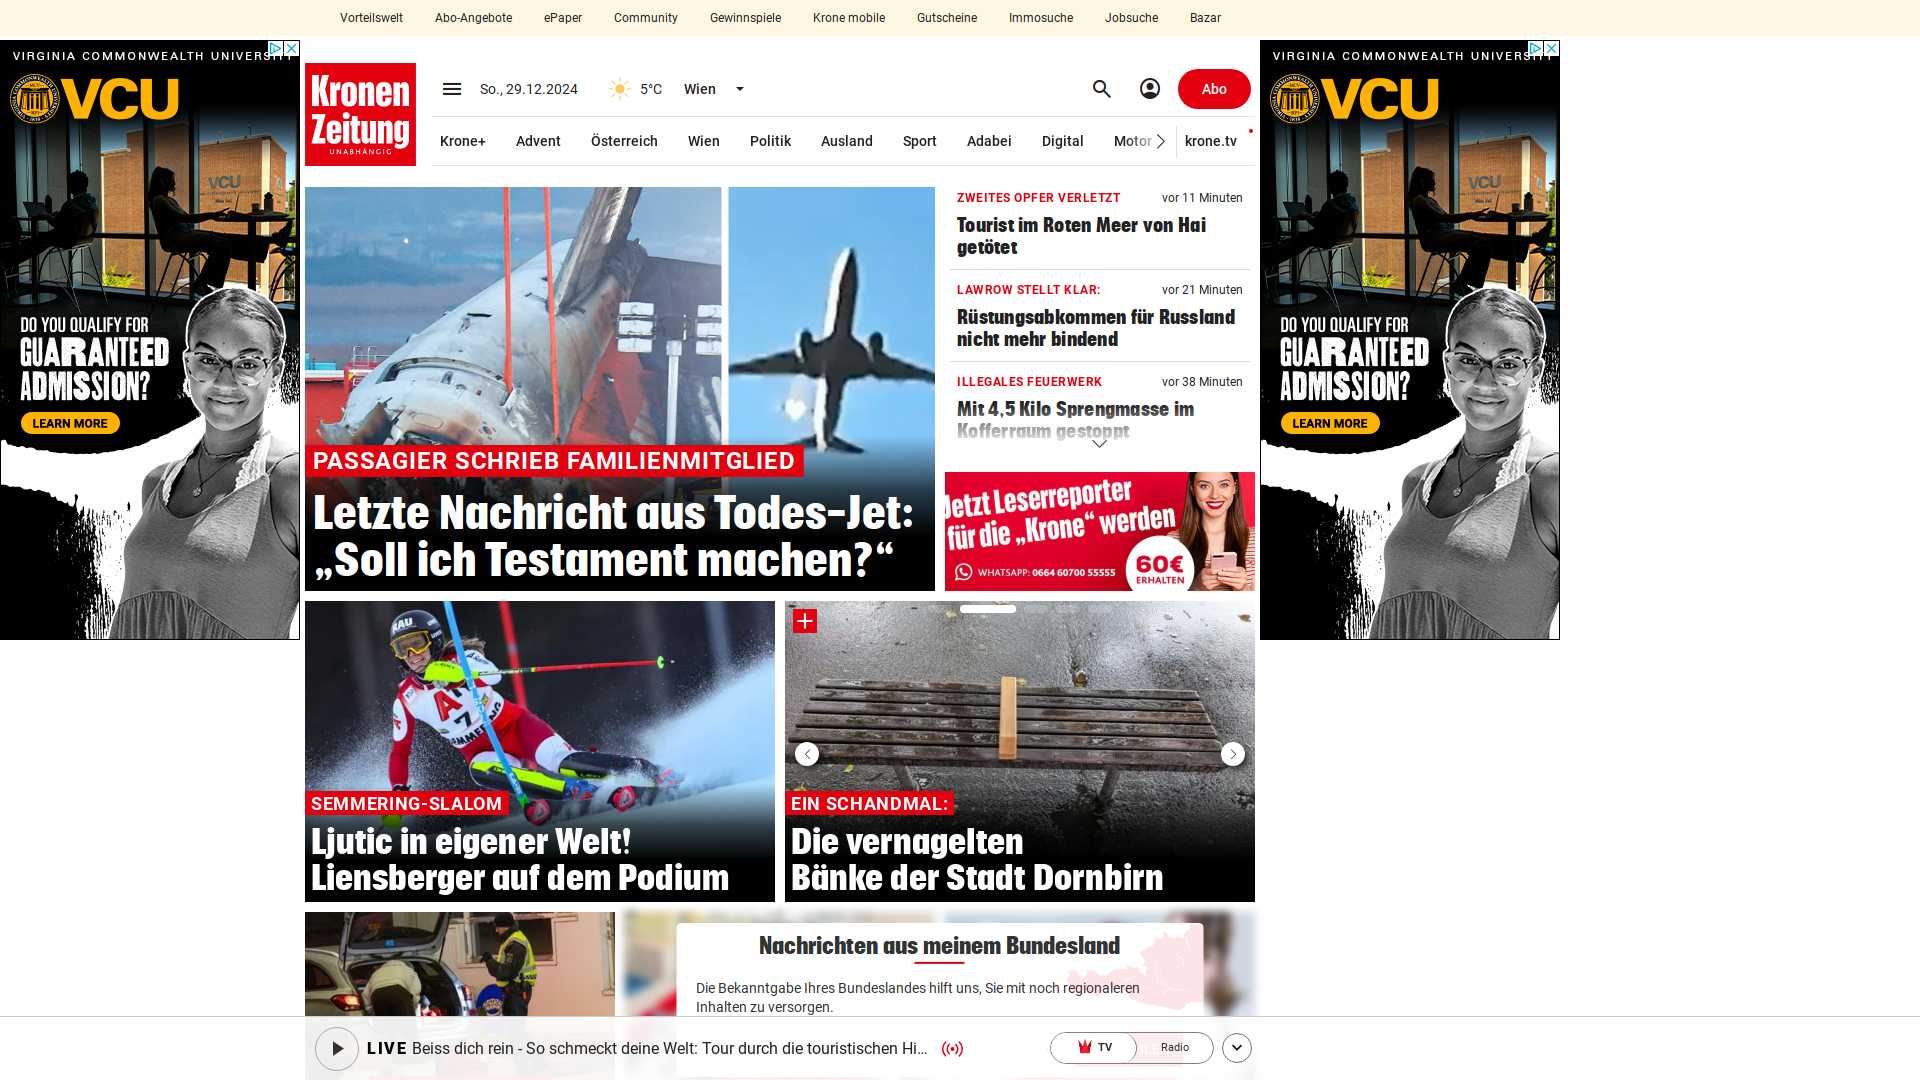 Vorteilswelt Abo-Angebote ePaper Community Gewinnspiele Krone mobile Gutscheine Immosuche Jobsuche Bazar
VIRGINIA COMMONWEALTH UNIVERSITY
VCU
VCU
DO YOU QUALIFY FOR
GUARANTEED
ADMISSION?
LEARN MORE
Kronen
Zeitung
UNABHÄNGIG
So., 29.12.2024 5°C Wien
Abo
Krone+ Advent Österreich Wien Politik Ausland Sport Adabei Digital Motor krone.tv
PASSAGIER SCHRIEB FAMILIENMITGLIED
Letzte Nachricht aus Todes-Jet:
„Soll ich Testament machen?“
ZWEITES OPFER VERLETZT vor 11 Minuten
Tourist im Roten Meer von Hai
getötet
LAWROW STELLT KLAR: vor 21 Minuten
Rüstungsabkommen für Russland
nicht mehr bindend
ILLEGALES FEUERWERK vor 38 Minuten
Mit 4,5 Kilo Sprengmasse im
Kofferraum gestoppt
Jetzt Leserreporter
für die „Krone“ werden
WHATSAPP: 0664 60700 55555
60€
ERHALTEN
RAU
A1
7
SEMMERING
SEMMERING-SLALOM
Ljutic in eigener Welt!
Liensberger auf dem Podium
EIN SCHANDMAL:
Die vernagelten
Bänke der Stadt Dornbirn
Nachrichten aus meinem Bundesland
Die Bekanntgabe Ihres Bundeslandes hilft uns, Sie mit noch regionaleren
Inhalten zu versorgen.
LIVE Beiss dich rein - So schmeckt deine Welt: Tour durch die touristischen Hi…
TV Radio
VIRGINIA COMMONWEALTH UNIVERSITY
VCU
VCU
DO YOU QUALIFY FOR
GUARANTEED
ADMISSION?
LEARN MORE